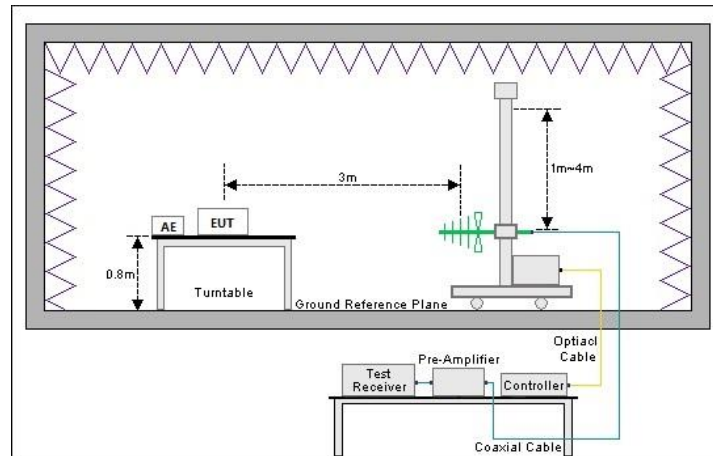 3m
1m~4m
AE
EUT
0.8m
Turntable
Ground Reference Plane
Optiacl
Cable
Pre-Amplifier
Test
Receiver
Controller
Coaxial Cable